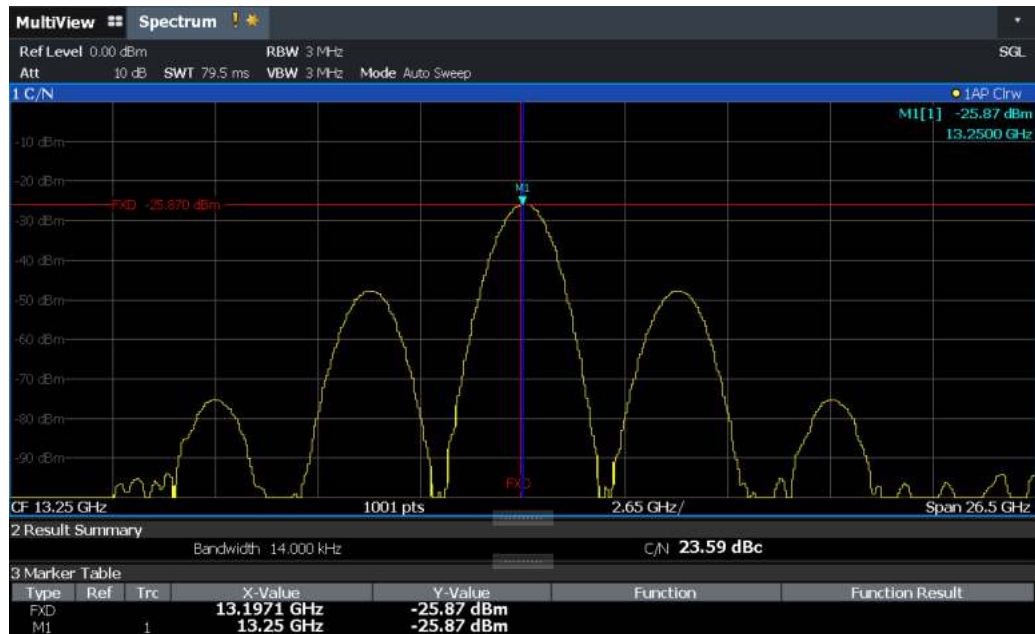 MultiView Spectrum !
Ref Level 0.00 dBm RBW 3 MHz SGL
Att 10 dB SWT 79.5 ms VBW 3 MHz Mode Auto Sweep
1 C/N 1AP Clrw
M1[1] -25.87 dBm
13.2500 GHz
-10 dBm
-20 dBm
M1
FXD -25.870 dBm
-30 dBm
-40 dBm
-50 dBm
-60 dBm
-70 dBm
-80 dBm
-90 dBm
FXD
CF 13.25 GHz 1001 pts 2.65 GHz/ Span 26.5 GHz
2 Result Summary
Bandwidth 14.000 kHz C/N 23.59 dBc
3 Marker Table
Type Ref Trc X-Value Y-Value Function Function Result
FXD 13.1971 GHz -25.87 dBm
M1 1 13.25 GHz -25.87 dBm